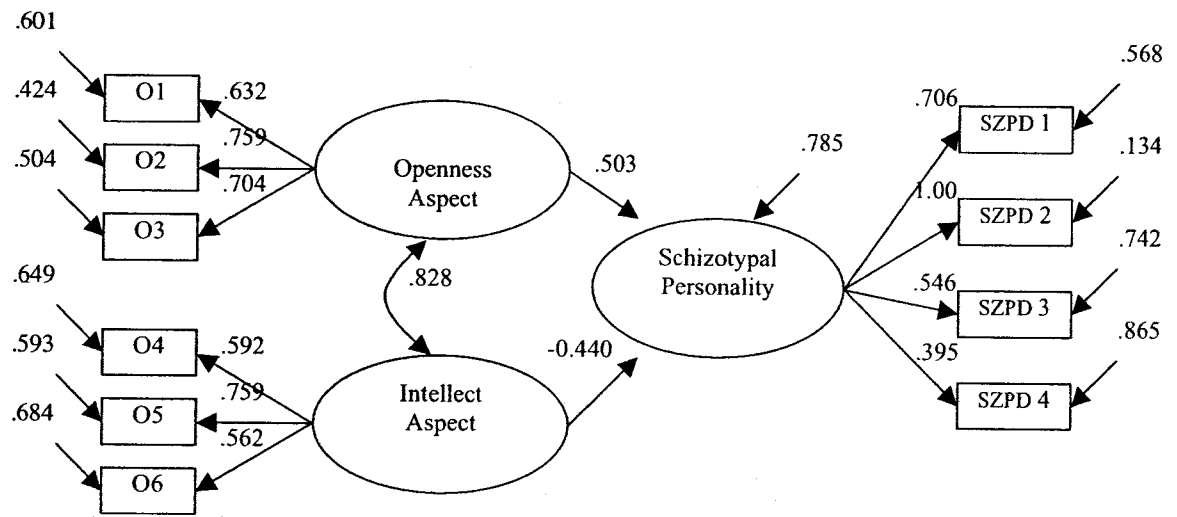 .601
O1
.632
.424
O2
.759
.504
O3
.704
Openness
Aspect
.503
.785
.828
Schizotypal
Personality
.649
O4
.592
.593
O5
.759
.684
O6
.562
Intellect
Aspect
-0.440
.706
SZPD 1
.568
1.00
SZPD 2
.134
.546
SZPD 3
.742
.395
SZPD 4
.865